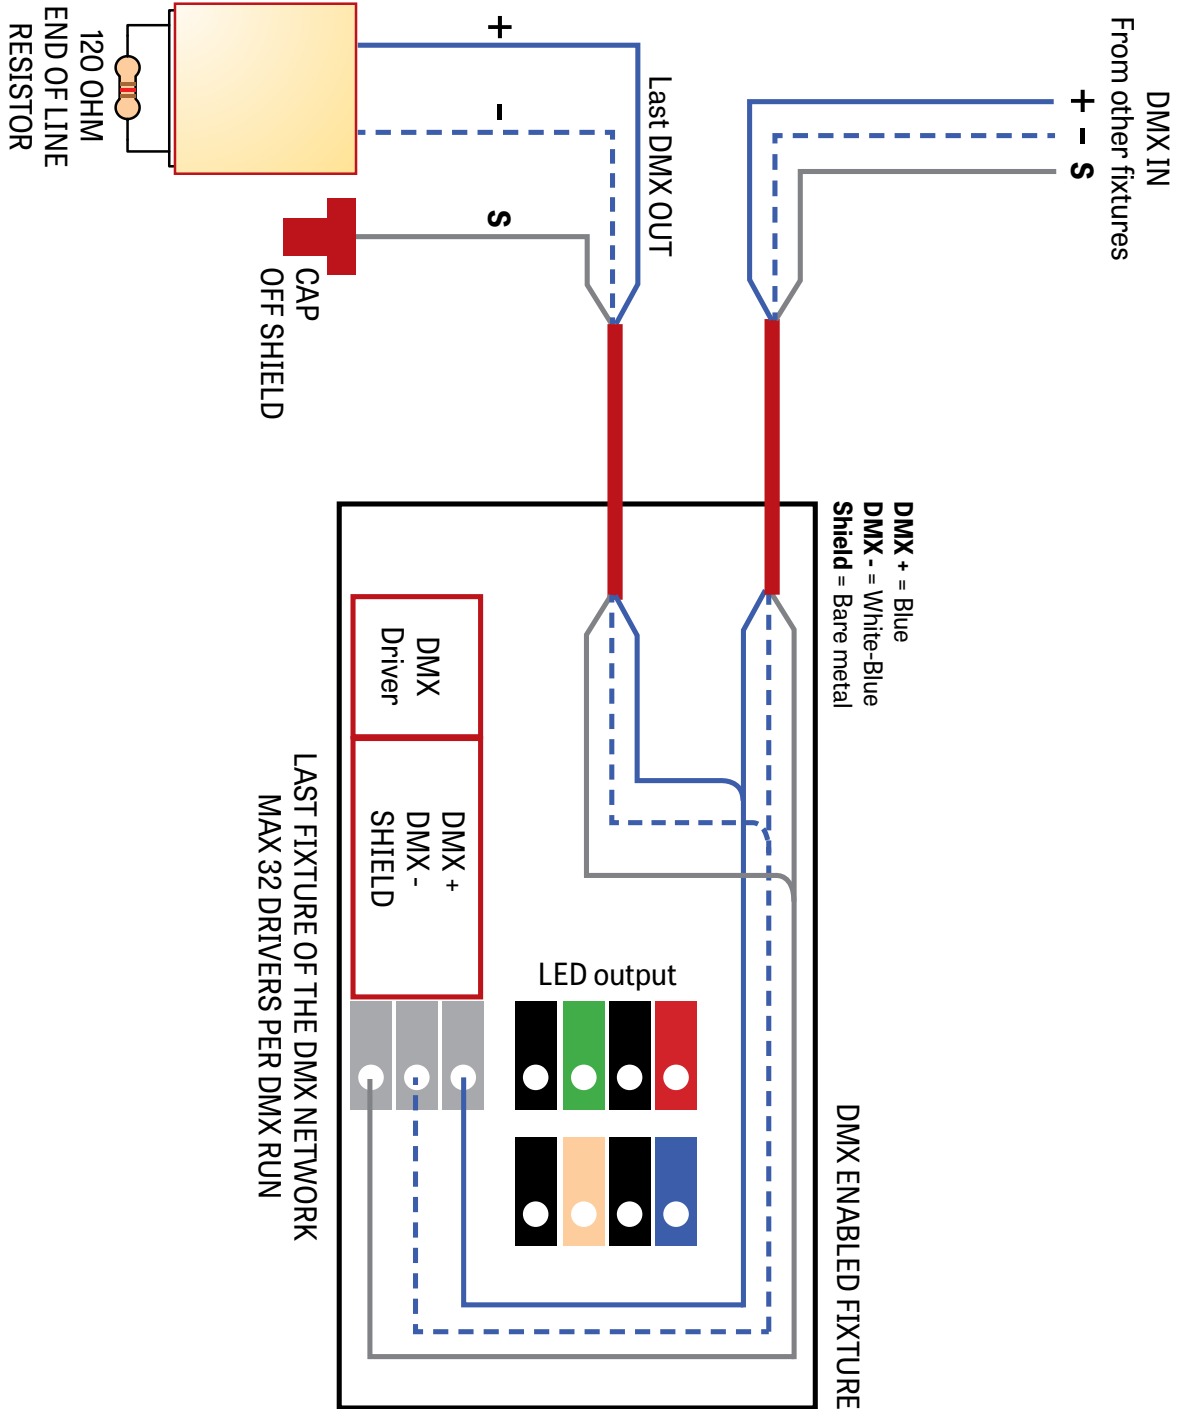 DMX IN
From other fixtures
+
-
S
Last DMX OUT
+
-
S
120 OHM
END OF LINE
RESISTOR
CAP
OFF SHIELD
DMX + = Blue
DMX - = White-Blue
Shield = Bare metal
DMX ENABLED FIXTURE
DMX
Driver
DMX +
DMX -
SHIELD
LED output
LAST FIXTURE OF THE DMX NETWORK
MAX 32 DRIVERS PER DMX RUN